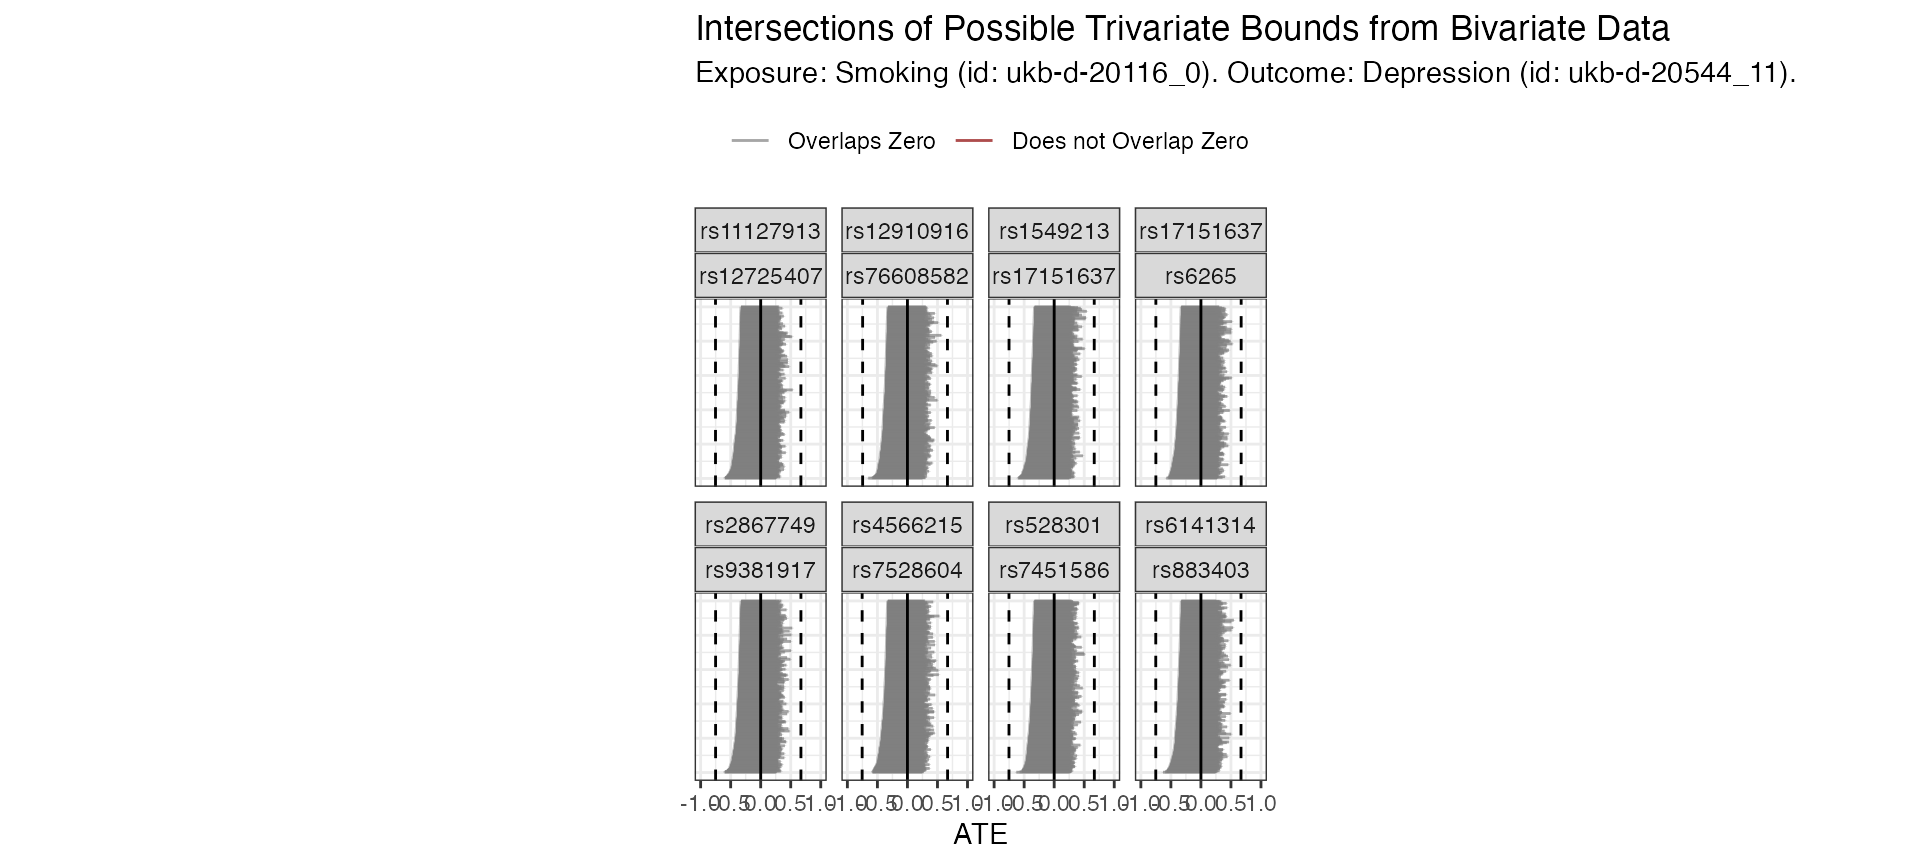 Intersections of Possible Trivariate Bounds from Bivariate Data
Exposure: Smoking (id: ukb-d-20116_0). Outcome: Depression (id: ukb-d-20544_11).
Overlaps Zero Does not Overlap Zero
rs11127913 rs12910916 rs1549213 rs17151637
rs12725407 rs76608582 rs17151637 rs6265
rs2867749 rs4566215 rs528301 rs6141314
rs9381917 rs7528604 rs7451586 rs883403
-1.0 -0.5 0.0 0.5 1.0 -1.0 -0.5 0.0 0.5 1.0 -1.0 -0.5 0.0 0.5 1.0 -1.0 -0.5 0.0 0.5 1.0
ATE